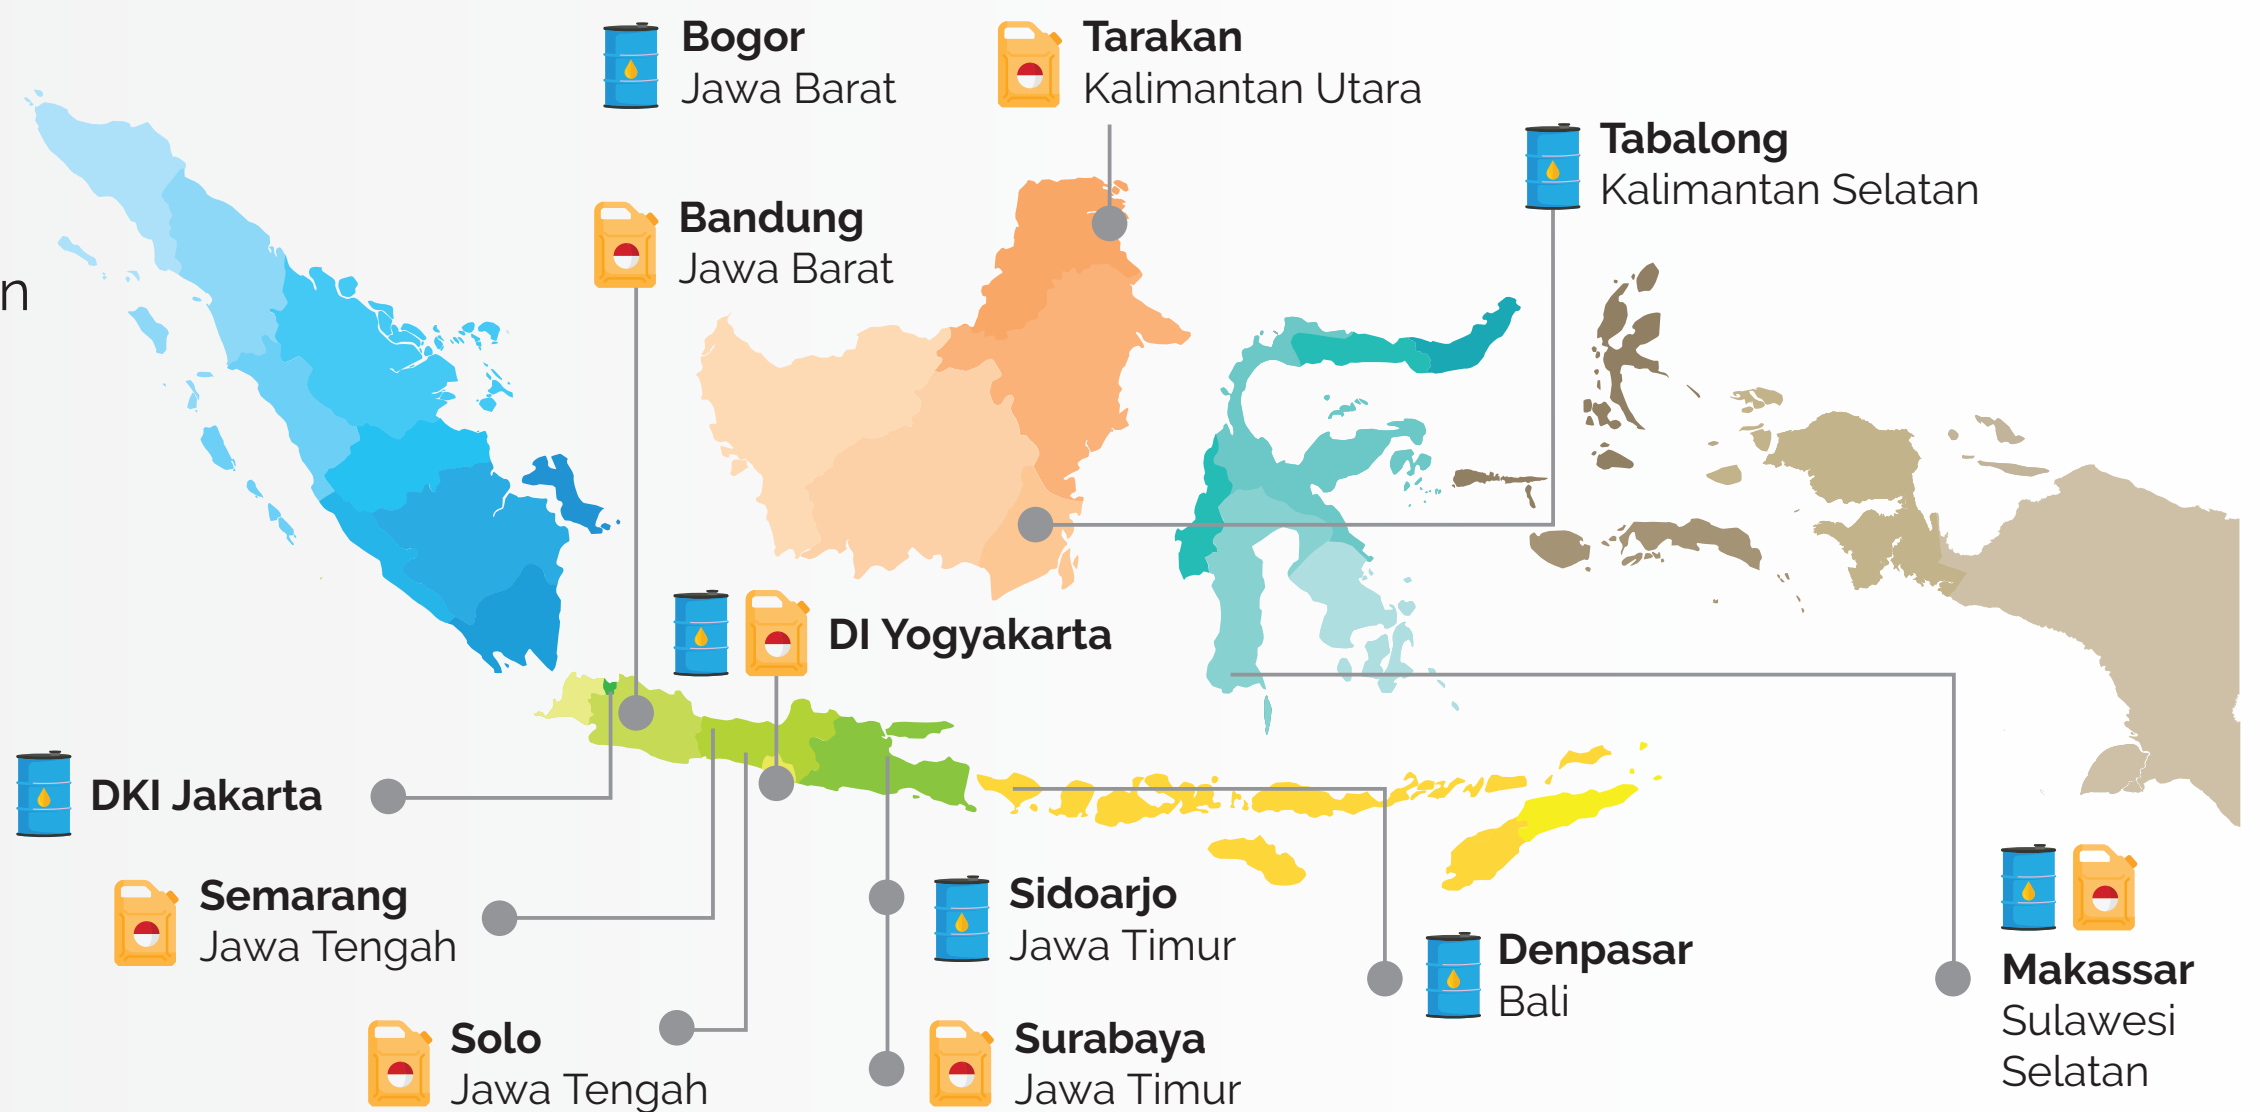 Bogor
Jawa Barat
Tarakan
Kalimantan Utara
Tabalong
Kalimantan Selatan
Bandung
Jawa Barat
n
DI Yogyakarta
DKI Jakarta
Semarang
Jawa Tengah
Sidoarjo
Jawa Timur
Denpasar
Bali
Makassar
Sulawesi
Selatan
Solo
Jawa Tengah
Surabaya
Jawa Timur